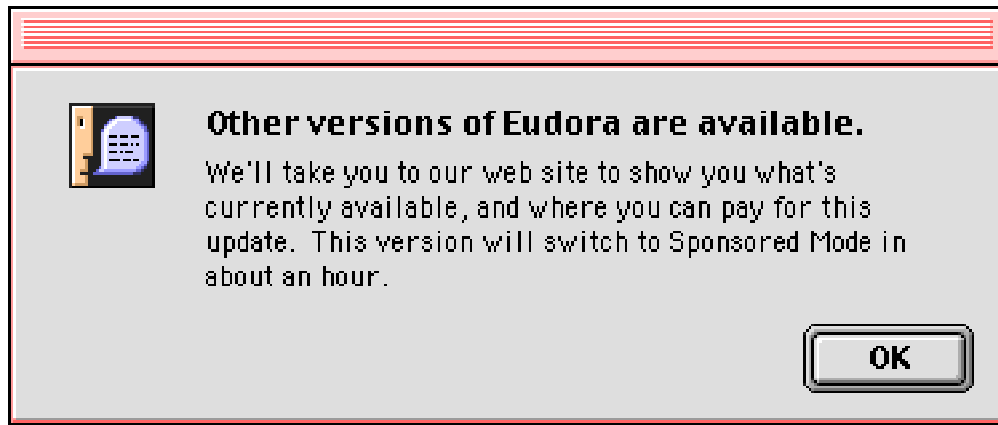 Other versions of Eudora are available.
We'll take you to our web site to show you what's
currently available, and where you can pay for this
update.  This version will switch to Sponsored Mode in
about an hour.
OK